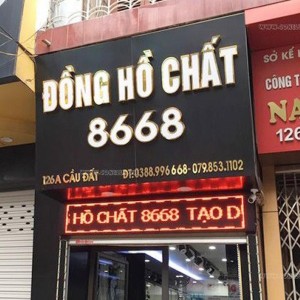 ĐỒNG HỒ CHẤT
8668
126A CẦU ĐẤT ĐT: 0388.996 668-079.853.1102
HỒ CHẤT 8668 TẠO D
SỞ KẾ
CÔNG T
NA
126